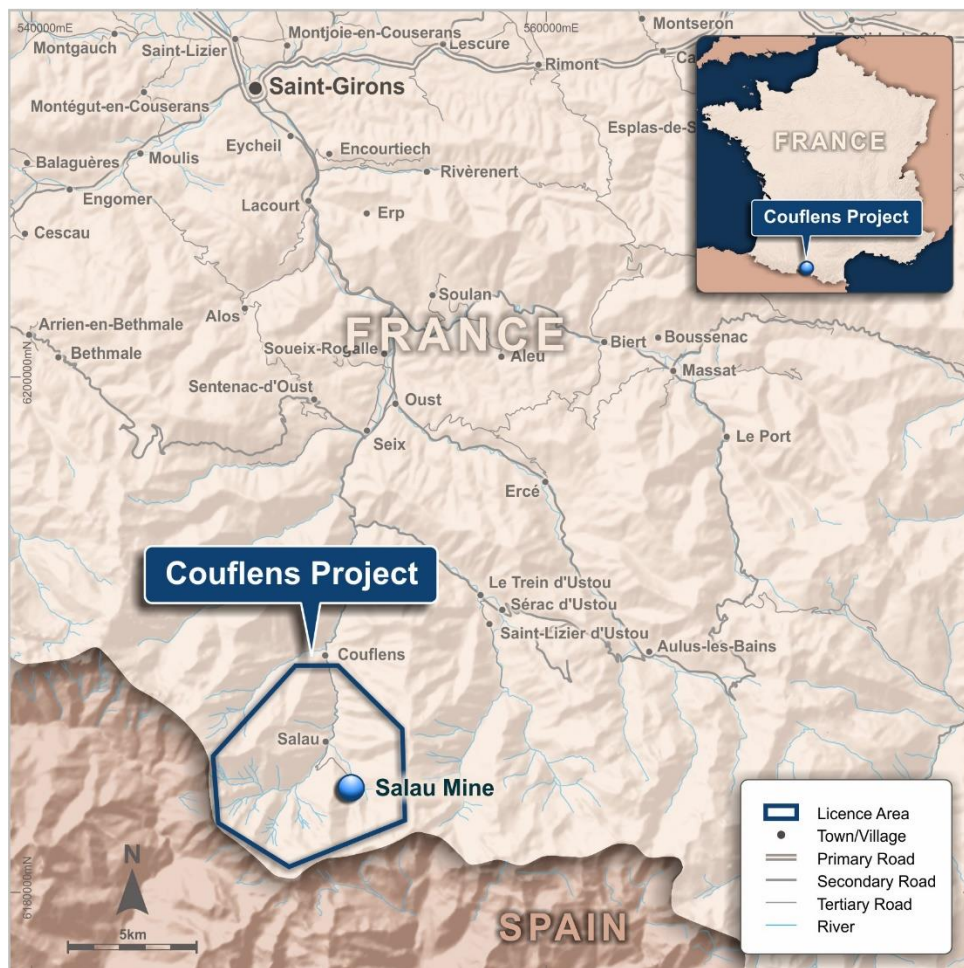 540000mE
560000mE
Montseron
Montgauch
Saint-Lizier
Montjoie-en-Couserans
Lescure
Rimont
Saint-Girons
Montégut-en-Couserans
Esplas-de-S
Eycheil
Encourtiech
Balaguères
Moulis
Rivèrenert
Engomer
Lacourt
Erp
Cescau
FRANCE
Couflens Project
Soulan
Alos
FRANCE
Arrien-en-Bethmale
Bethmale
Soueix-Rogalle
Aleu
Biert
Boussenac
Massat
6200000mN
Sentenac-d'Oust
Oust
Seix
Le Port
Ercé
Couflens Project
Le Trein d'Ustou
Sérac d'Ustou
Saint-Lizier d'Ustou
Couflens
Aulus-les-Bains
Salau
Salau Mine
6180000mN
N
5km
SPAIN
Licence Area
Town/Village
Primary Road
Secondary Road
Tertiary Road
River